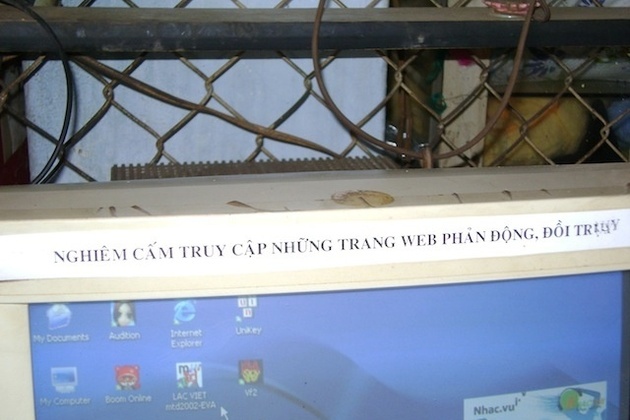 NGHIÊM CẤM TRUY CẬP NHỮNG TRANG WEB PHẢN ĐỘNG, ĐỒI TRỤY
My Documents
Audition
Internet Explorer
UniKey
My Computer
Boom Online
LAC VIET mtd2002-EVA
Vf2
Nhac.vui